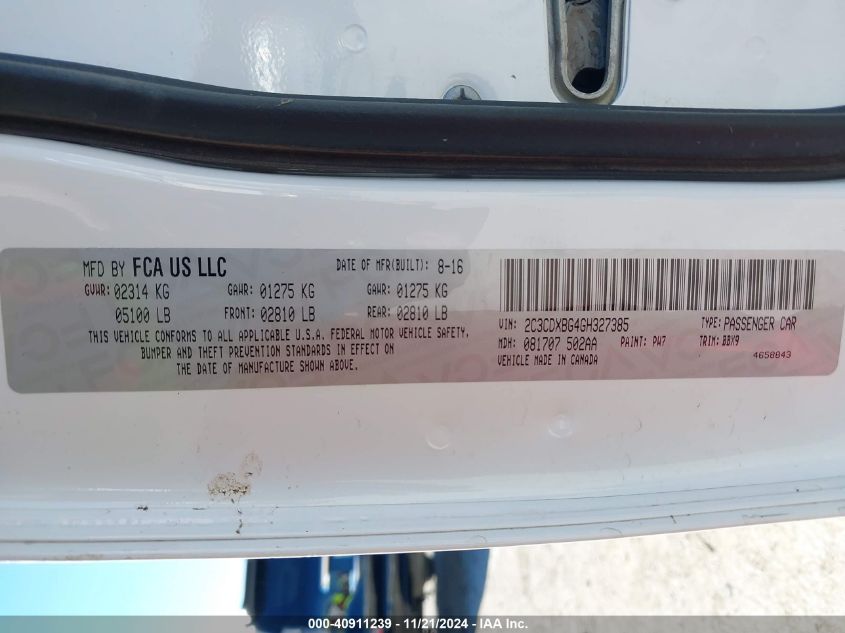 MFD BY FCA US LLC DATE OF MFR(BUILT): 8-16
GVWR: 02314 KG GAWR: 01275 KG GAWR: 01275 KG
05100 LB FRONT: 02810 LB REAR: 02810 LB
THIS VEHICLE CONFORMS TO ALL APPLICABLE U.S.A. FEDERAL MOTOR VEHICLE SAFETY,
BUMPER AND THEFT PREVENTION STANDARDS IN EFFECT ON
THE DATE OF MANUFACTURE SHOWN ABOVE.
VIN: 2C3CDXBG4GH327385 TYPE: PASSENGER CAR
MDH: 081707 502AA PAINT: PW7 TRIM: BBX9
VEHICLE MADE IN CANADA 4658843
000-40911239 - 11/21/2024 - IAA Inc.